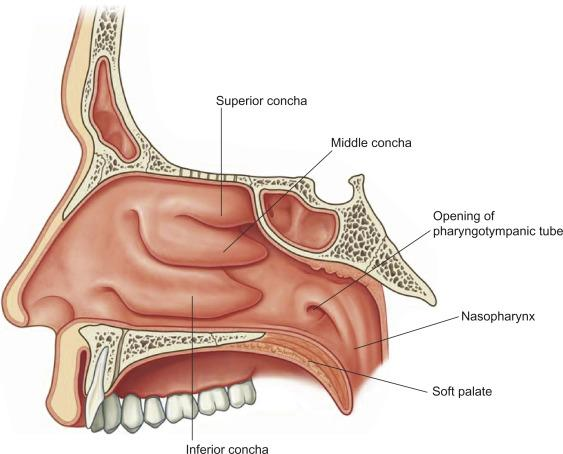 Superior concha
Middle concha
Opening of
pharyngotympanic tube
Nasopharynx
Soft palate
Inferior concha